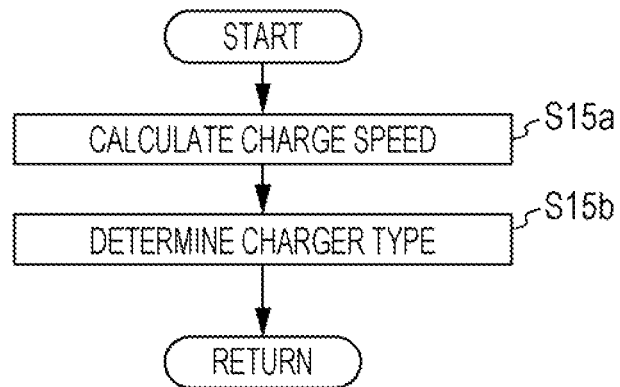 START
CALCULATE CHARGE SPEED
S15a
DETERMINE CHARGER TYPE
S15b
RETURN